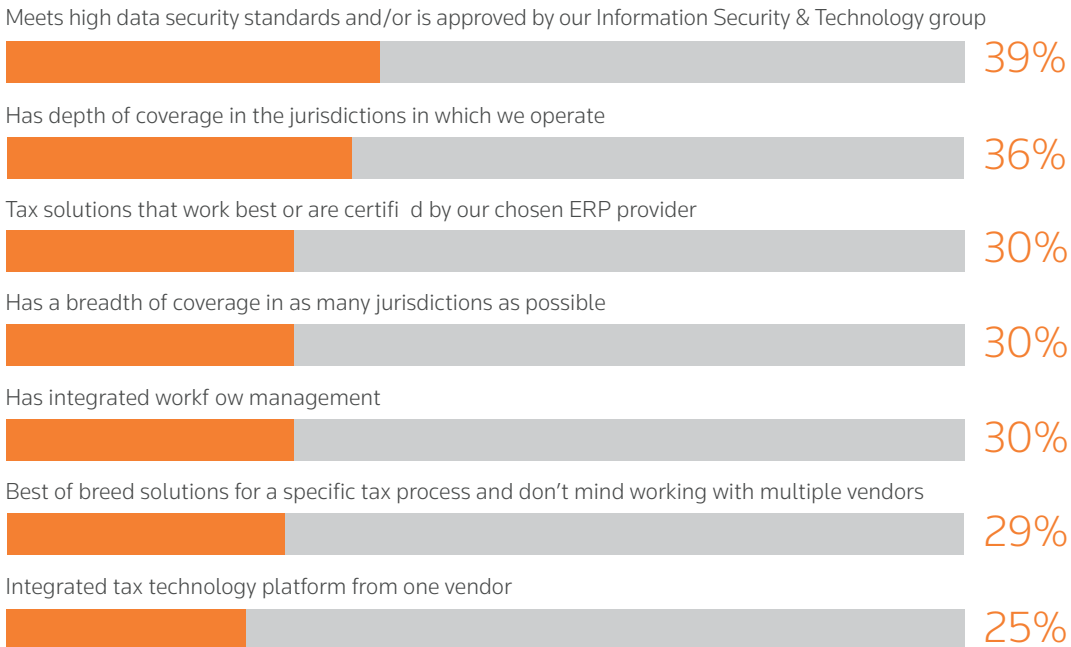 Meets high data security standards and/or is approved by our Information Security & Technology group
39%
Has depth of coverage in the jurisdictions in which we operate
36%
Tax solutions that work best or are certifi d by our chosen ERP provider
30%
Has a breadth of coverage in as many jurisdictions as possible
30%
Has integrated workf ow management
30%
Best of breed solutions for a specific tax process and don’t mind working with multiple vendors
29%
Integrated tax technology platform from one vendor
25%